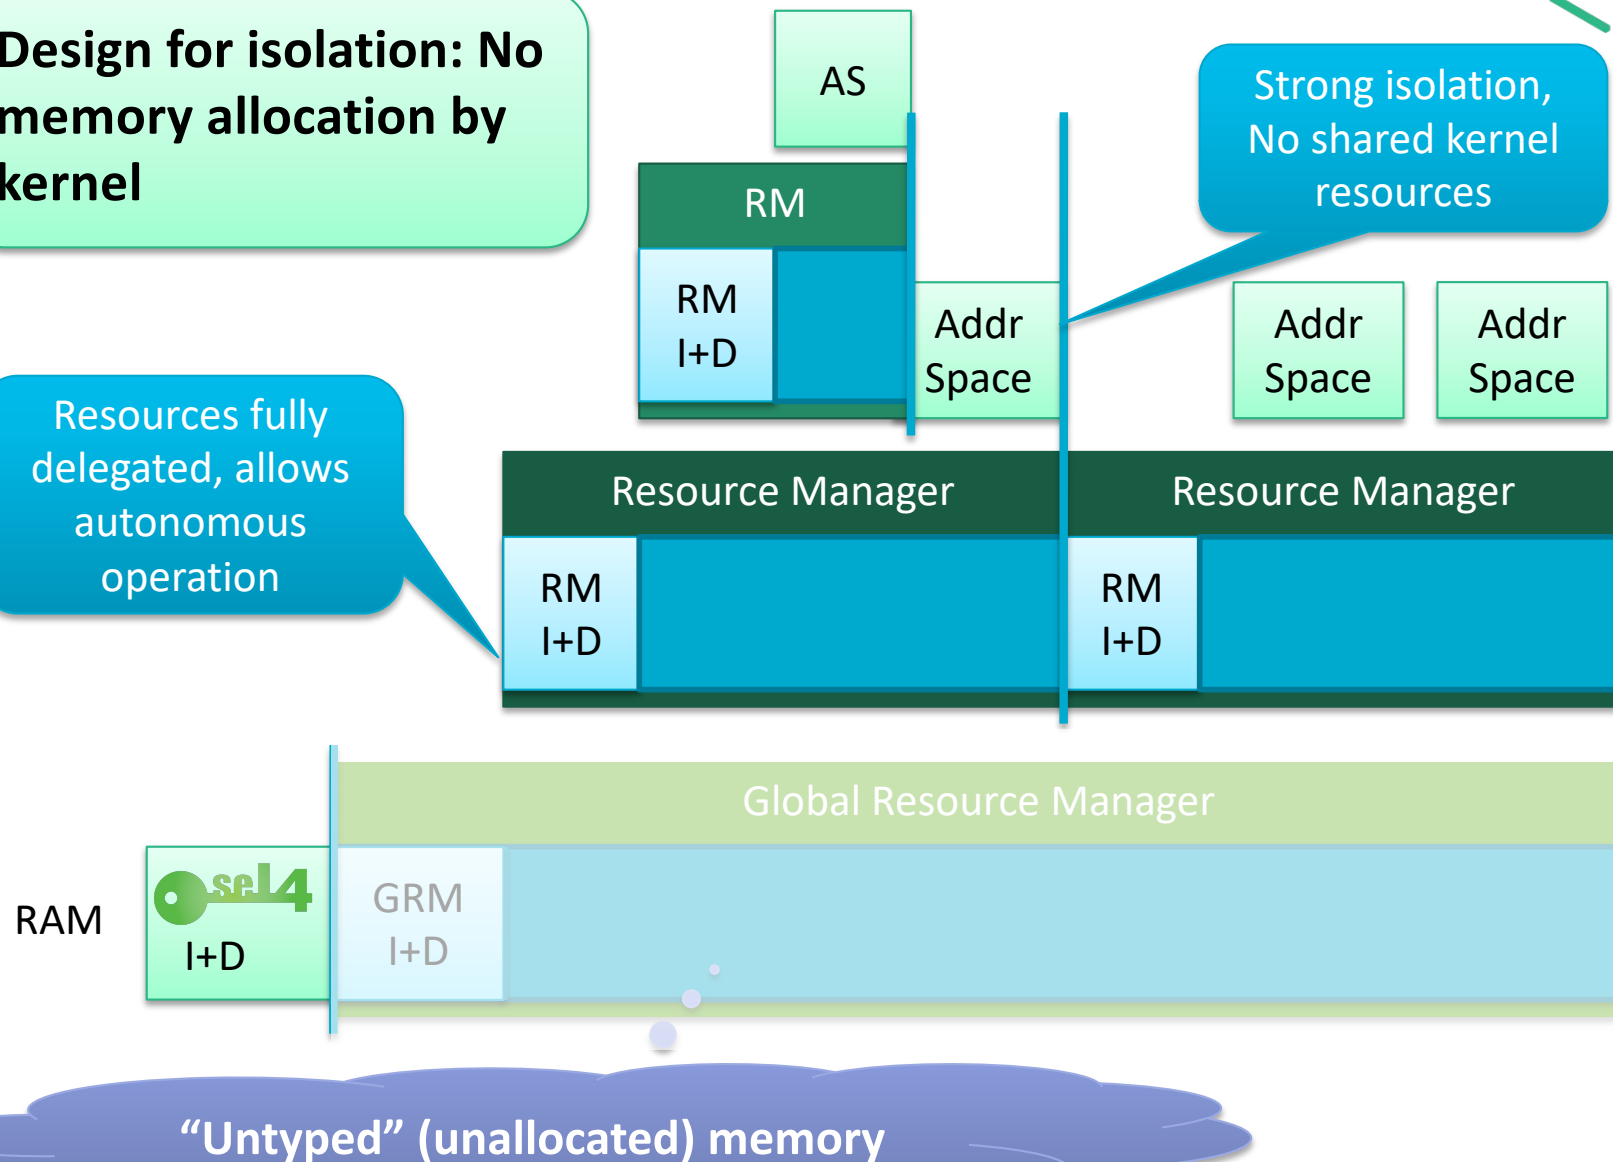 Design for isolation: No
memory allocation by
kernel
AS
Strong isolation,
No shared kernel
resources
RM
RM
I+D
Addr
Space
Addr
Space
Addr
Space
Resources fully
delegated, allows
autonomous
operation
Resource Manager
Resource Manager
RM
I+D
RM
I+D
Global Resource Manager
RAM
seL4
I+D
GRM
I+D
“Untyped” (unallocated) memory